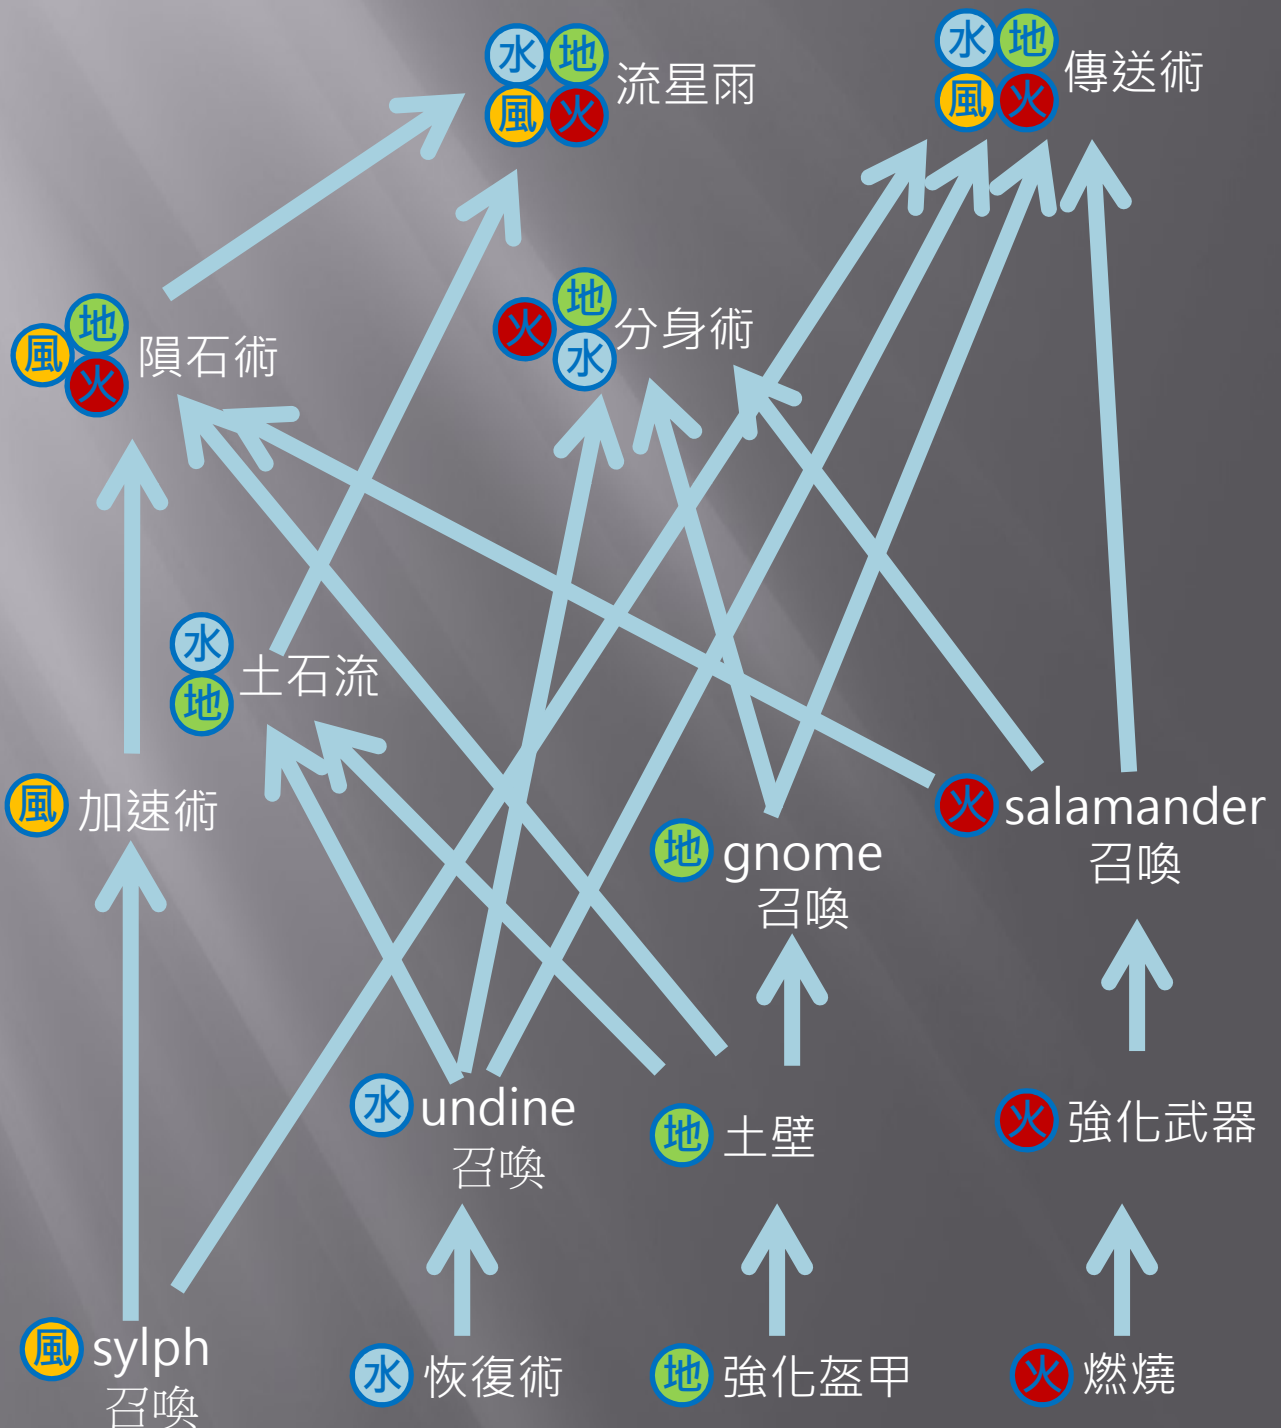 水 地
風 火
流星雨
水 地
風 火
傳送術
風 地
火
隕石術
火 地
水
分身術
水
地
土石流
風 加速術
地 gnome
召喚
火 salamander
召喚
水 undine
召喚
地 土壁
火 強化武器
風 sylph
召喚
水 恢復術
地 強化盔甲
火 燃燒